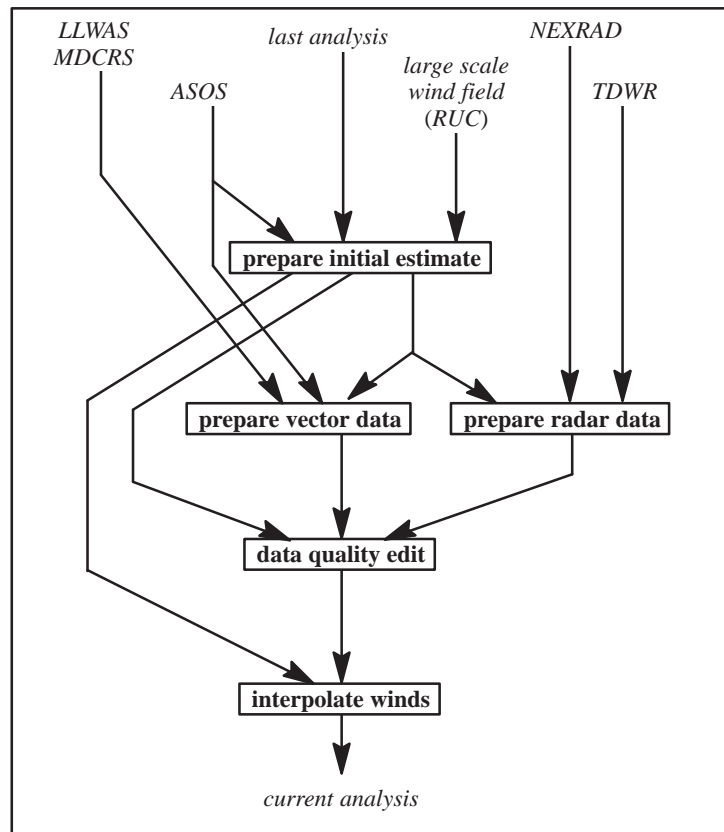 LLWAS
MDCRS
last analysis
NEXRAD
ASOS
large scale
wind field
(RUC)
TDWR
prepare initial estimate
prepare vector data
prepare radar data
data quality edit
interpolate winds
current analysis